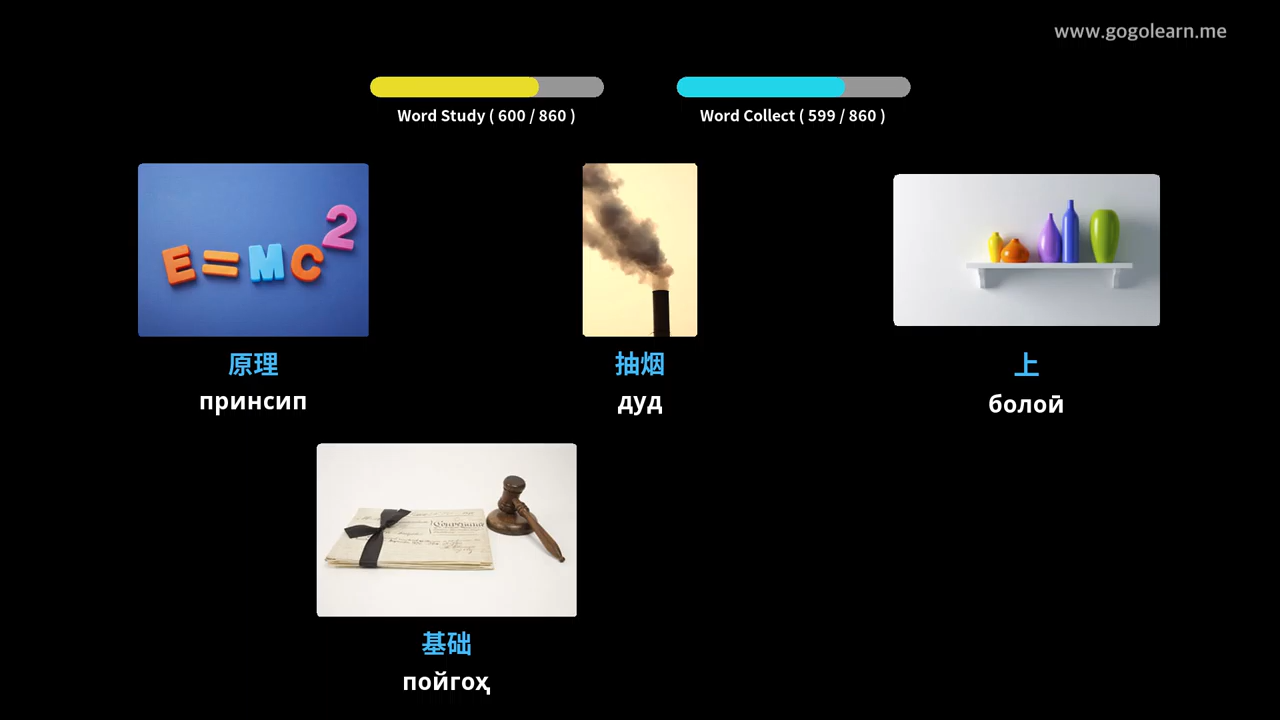 www.gogolearn.me
Word Study ( 600 / 860 )
Word Collect ( 599 / 860 )
E=MC2
原理
принсип
抽烟
дуд
上
болоӣ
基础
пойгоҳ